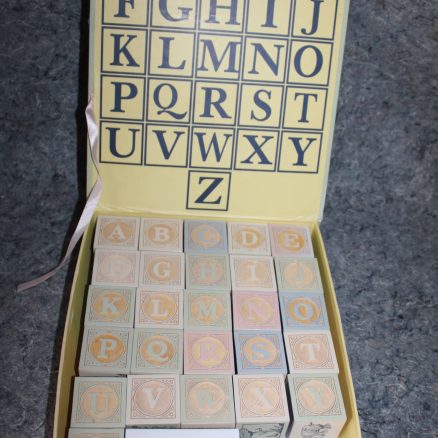 F G H I J
K L M N O
P Q R S T
U V W X Y
Z
A B C D E
F G H I J
K L M N O
P Q R S T
U V W X Y